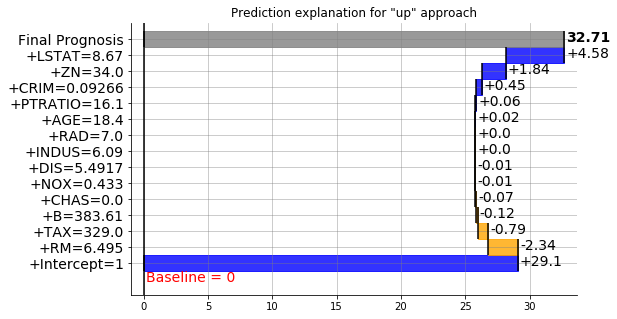 Prediction explanation for "up" approach
Final Prognosis 32.71
+LSTAT=8.67 +4.58
+ZN=34.0 +1.84
+CRIM=0.09266 +0.45
+PTRATIO=16.1 +0.06
+AGE=18.4 +0.02
+RAD=7.0 +0.0
+INDUS=6.09 +0.0
+DIS=5.4917 -0.01
+NOX=0.433 -0.01
+CHAS=0.0 -0.07
+B=383.61 -0.12
+TAX=329.0 -0.79
+RM=6.495 -2.34
+Intercept=1 +29.1
Baseline = 0
0 5 10 15 20 25 30